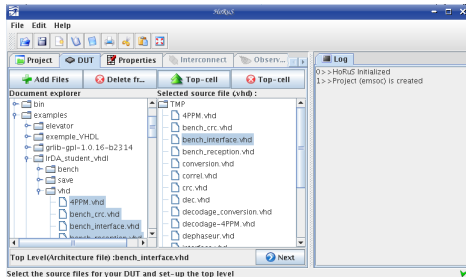 HoRuS
File Edit Help
Project DUT Properties Interconnect Observ...
Add Files Delete fr... Top-cell Top-cell
Document explorer
bin
examples
elevator
exemple_VHDL
grlib-gpl-1.0.16-b2314
IrDA_student_vhdl
bench
save
vhd
4PPM.vhd
bench_crc.vhd
bench_interface.vhd
Selected source file (.vhd) :
TMP
4PPM.vhd
bench_crc.vhd
bench_interface.vhd
bench_reception.vhd
conversion.vhd
correl.vhd
crc.vhd
dec.vhd
decodage_conversion.vhd
decodage-4PPM.vhd
dephaseur.vhd
Top Level(Architecture file) :bench_interface.vhd
Next
Select the source files for your DUT and set-up the top level
Log
0>>HoRuS Initialized
1>>Project (emsoc) is created